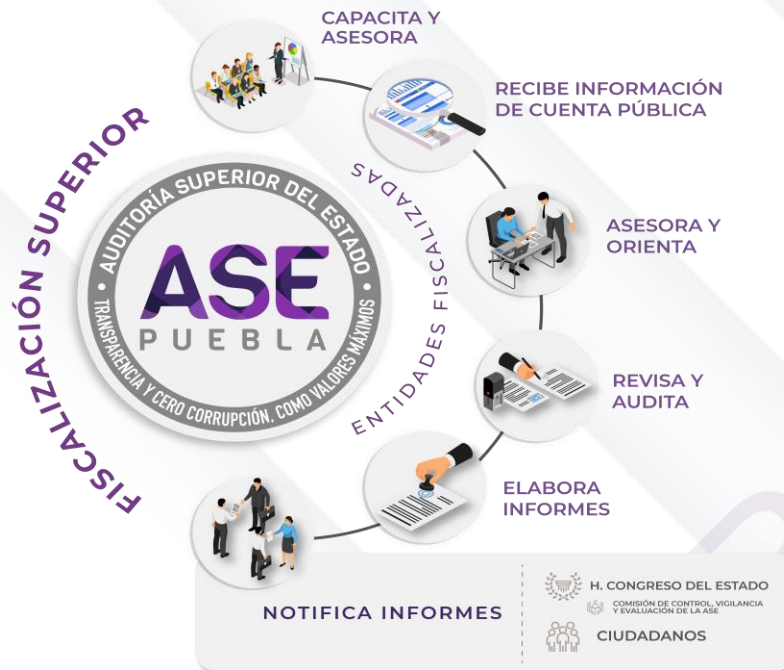 CAPACITA Y
ASESORA
RECIBE INFORMACIÓN
DE CUENTA PÚBLICA
FISCALIZACIÓN SUPERIOR
AUDITORÍA SUPERIOR DEL ESTADO
ASE
PUEBLA
TRANSPARENCIA Y CERO CORRUPCIÓN, COMO VALORES MÁXIMOS
ENTIDADES FISCALIZADAS
ASESORA Y
ORIENTA
REVISA Y
AUDITA
ELABORA
INFORMES
NOTIFICA INFORMES
H. CONGRESO DEL ESTADO
COMISIÓN DE CONTROL, VIGILANCIA
Y EVALUACIÓN DE LA ASE
CIUDADANOS